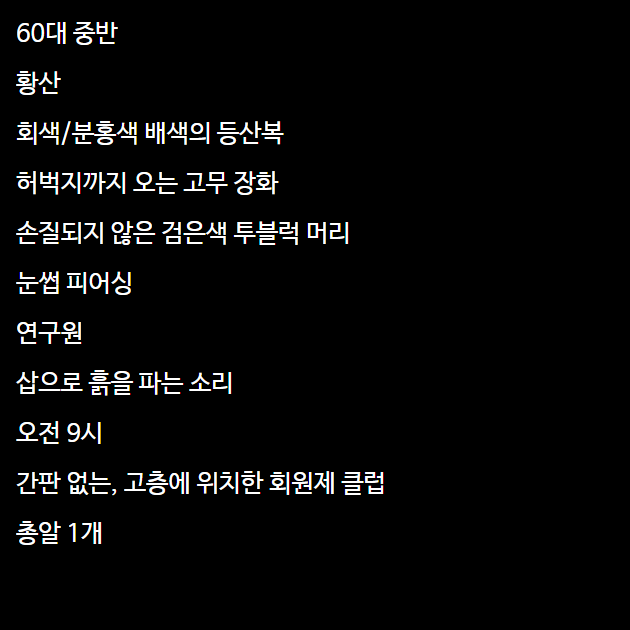 60대 중반
황산
회색/분홍색 배색의 등산복
허벅지까지 오는 고무 장화
손질되지 않은 검은색 투블럭 머리
눈썹 피어싱
연구원
삽으로 흙을 파는 소리
오전 9시
간판 없는, 고층에 위치한 회원제 클럽
총알 1개